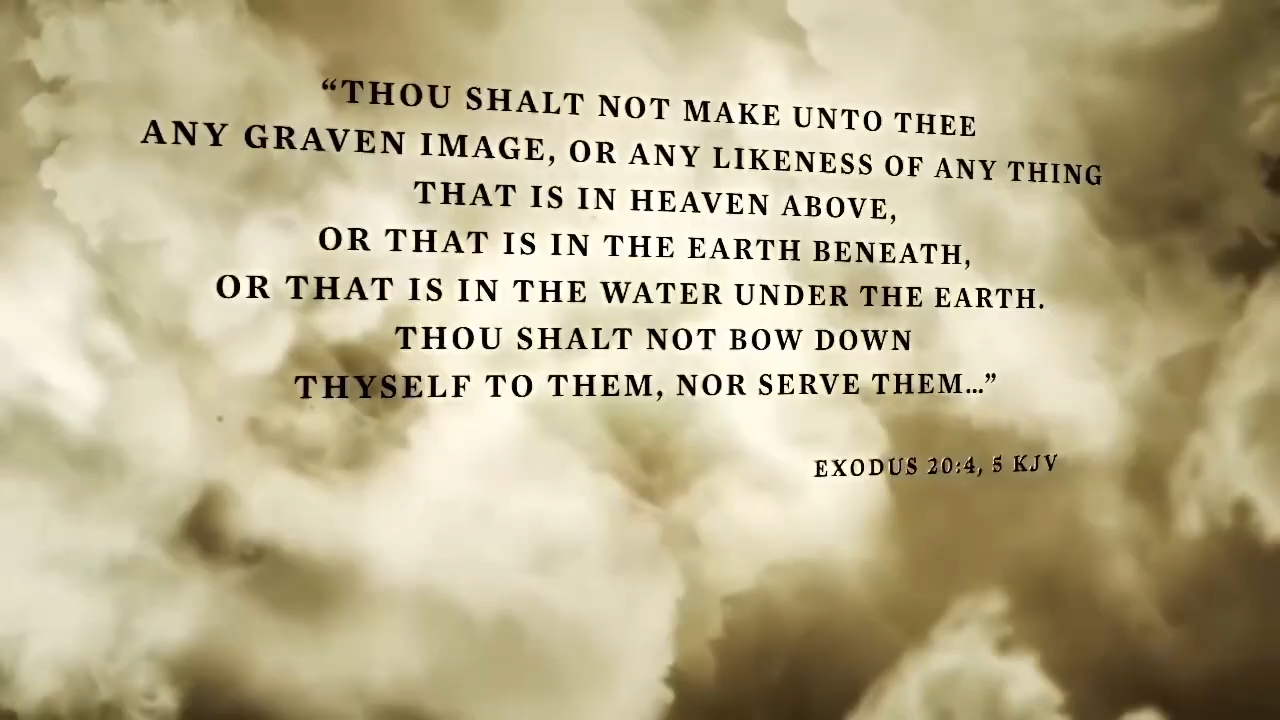 “THOU SHALT NOT MAKE UNTO THEE
ANY GRAVEN IMAGE, OR ANY LIKENESS OF ANY THING
THAT IS IN HEAVEN ABOVE,
OR THAT IS IN THE EARTH BENEATH,
OR THAT IS IN THE WATER UNDER THE EARTH.
THOU SHALT NOT BOW DOWN
THYSELF TO THEM, NOR SERVE THEM...”
EXODUS 20:4, 5 KJV